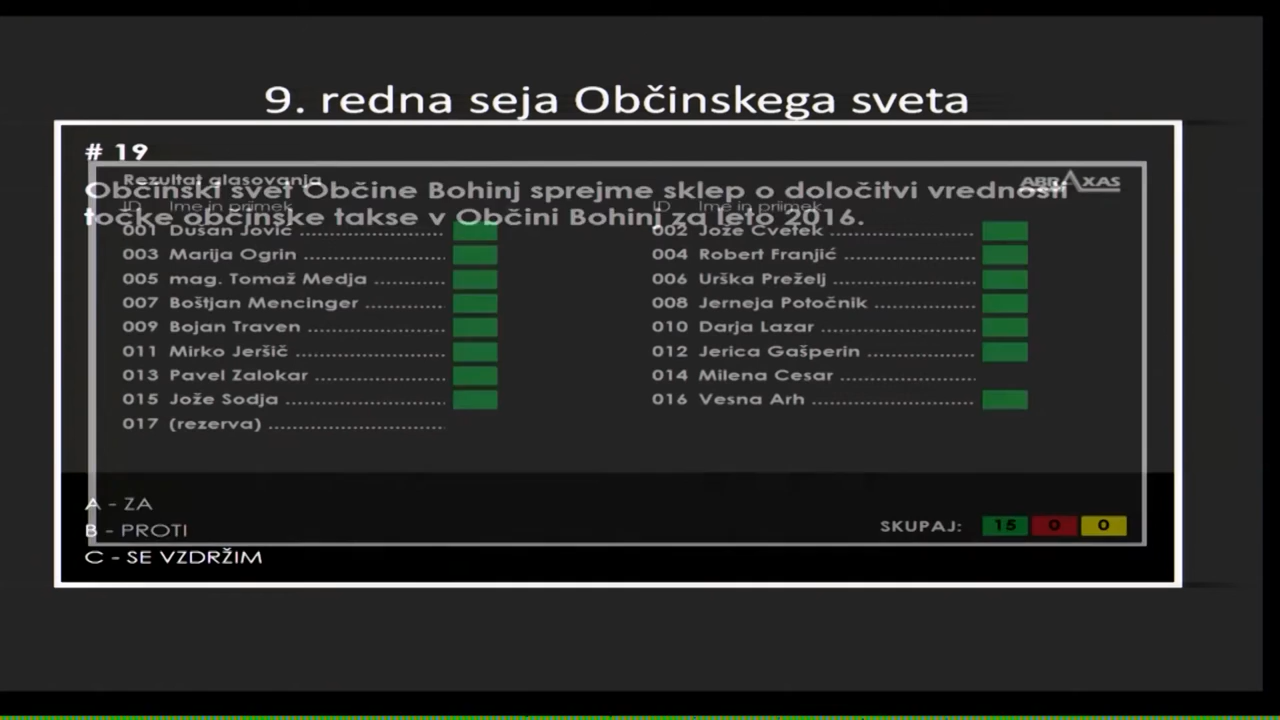 9. redna seja Občinskega sveta
# 19
Rezultat glasovanja
ABRAXAS
Občinski svet Občine Bohinj sprejme sklep o določitvi vrednosti
točke občinske takse v Občini Bohinj za leto 2016.
ID Ime in priimek ID Ime in priimek
001 Dušan Jović 002 Jože Cvetek
003 Marija Ogrin 004 Robert Franjić
005 mag. Tomaž Medja 006 Urška Preželj
007 Boštjan Mencinger 008 Jerneja Potočnik
009 Bojan Traven 010 Darja Lazar
011 Mirko Jeršič 012 Jerica Gašperin
013 Pavel Zalokar 014 Milena Cesar
015 Jože Sodja 016 Vesna Arh
017 (rezerva)
A - ZA
B - PROTI
SKUPAJ: 15 0 0
C - SE VZDRŽIM